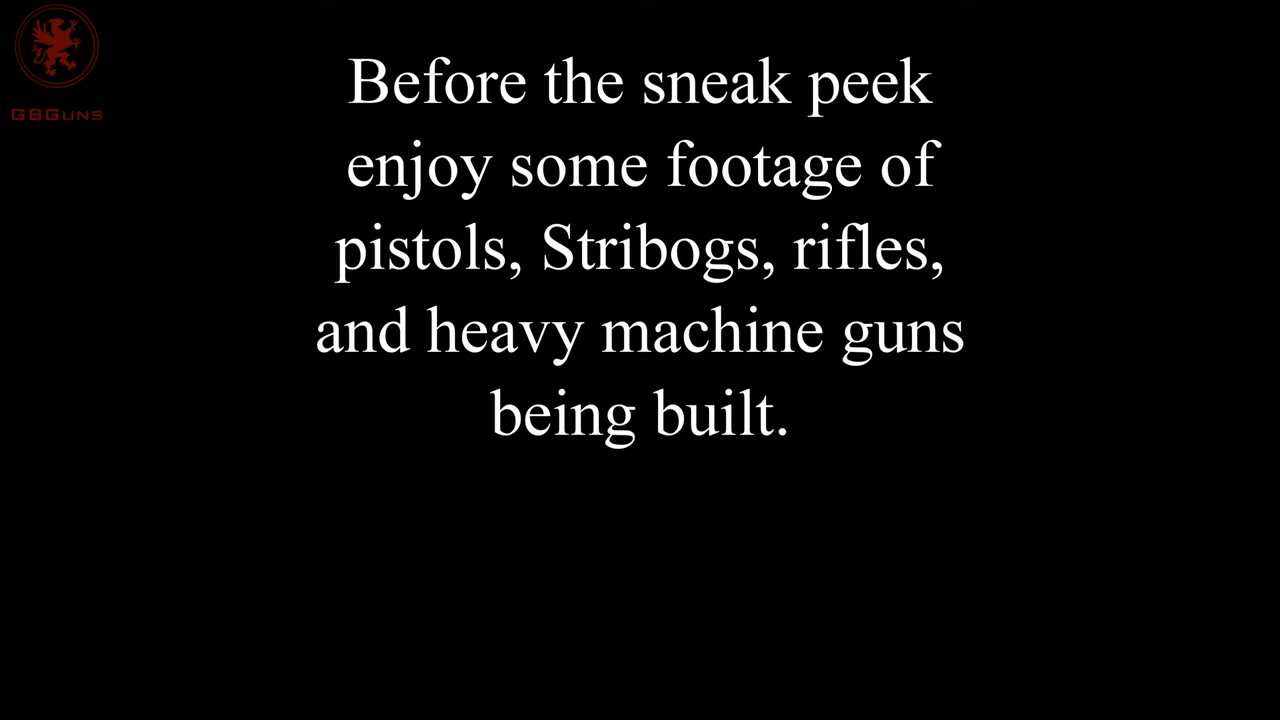 GBGuns
Before the sneak peek
enjoy some footage of
pistols, Stribogs, rifles,
and heavy machine guns
being built.